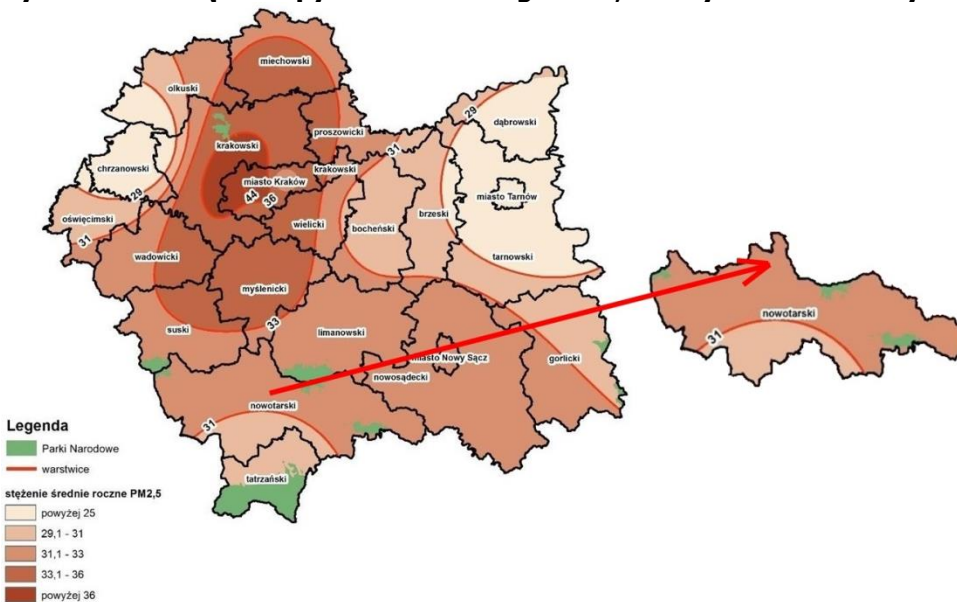 miechowski
olkuski
29
dąbrowski
proszowicki
krakowski
31
krakowski
chrzanowski
miasto Kraków
miasto Tarnów
29
44
36
oświęcimski
wielicki
bocheński
brzeski
31
wadowicki
tarnowski
myślenicki
33
suski
limanowski
miasto Nowy Sącz
gorlicki
nowosądecki
nowotarski
31
tatrzański
nowotarski
31
Legenda
Parki Narodowe
warstwice
stężenie średnie roczne PM2,5
powyżej 25
29,1 - 31
31,1 - 33
33,1 - 36
powyżej 36